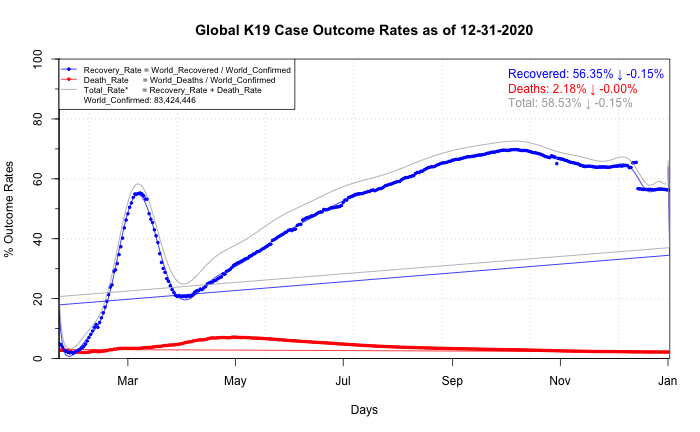 Global K19 Case Outcome Rates as of 12-31-2020
Recovery_Rate = World_Recovered / World_Confirmed
Death_Rate = World_Deaths / World_Confirmed
Total_Rate* = Recovery_Rate + Death_Rate
World_Confirmed: 83,424,446
Recovered: 56.35% ↓ -0.15%
Deaths: 2.18% ↓ -0.00%
Total: 58.53% ↓ -0.15%
% Outcome Rates
100
80
60
40
20
0
Mar May Jul Sep Nov Jan
Days